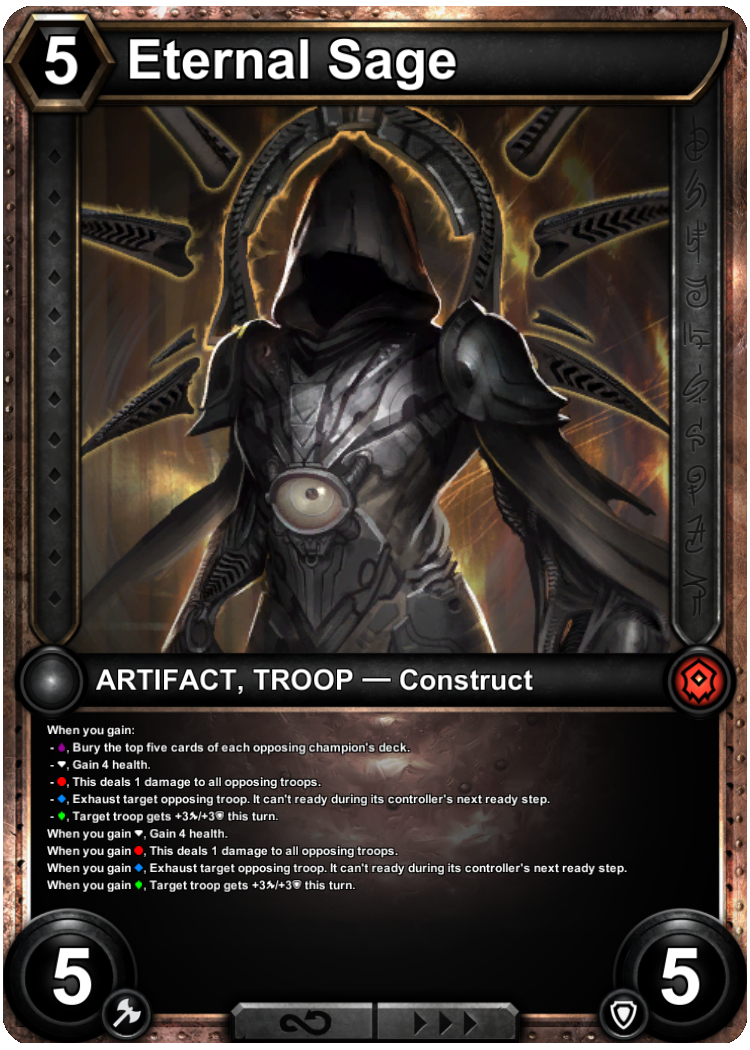 5 Eternal Sage
ARTIFACT, TROOP — Construct
When you gain:
- , Bury the top five cards of each opposing champion's deck.
- , Gain 4 health.
- , This deals 1 damage to all opposing troops.
- , Exhaust target opposing troop. It can't ready during its controller's next ready step.
- , Target troop gets +3/+3 this turn.
When you gain , Gain 4 health.
When you gain , This deals 1 damage to all opposing troops.
When you gain , Exhaust target opposing troop. It can't ready during its controller's next ready step.
When you gain , Target troop gets +3/+3 this turn.
5 5